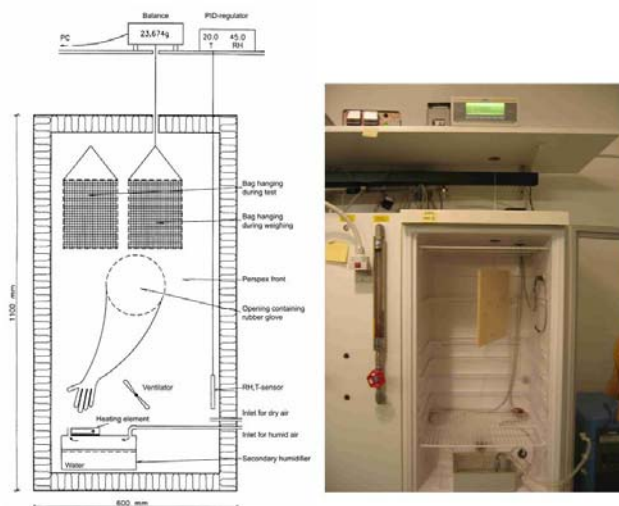 Balance
PID-regulator
PC
23,674g
20.0
45.0
T
RH
Bag hanging
during test
Bag hanging
during weighing
Perspex front
Opening containing
rubber glove
Ventilator
RH,T-sensor
Inlet for dry air
Heating element
Inlet for humid air
Water
Secondary humidifier
1100 mm
600 mm